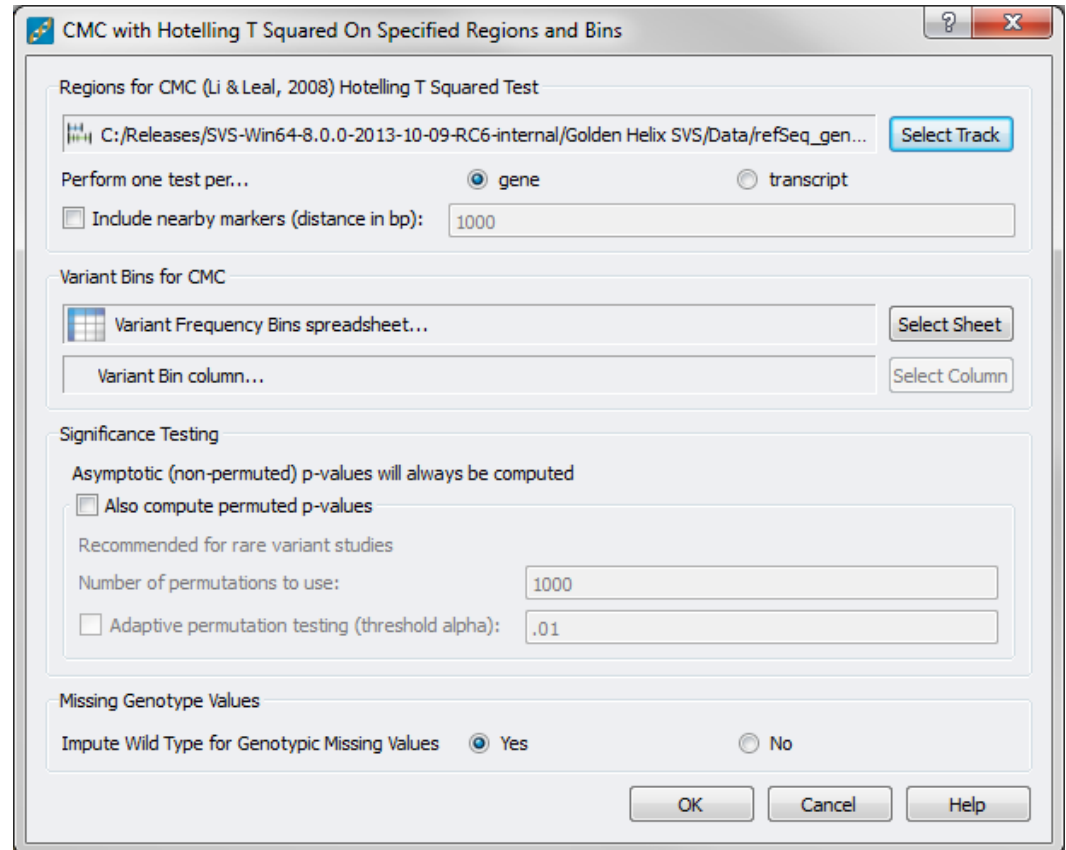 CMC with Hotelling T Squared On Specified Regions and Bins
Regions for CMC (Li & Leal, 2008) Hotelling T Squared Test
C:/Releases/SVS-Win64-8.0.0-2013-10-09-RC6-internal/Golden Helix SVS/Data/refSeq_gen... Select Track
Perform one test per... gene transcript
Include nearby markers (distance in bp): 1000
Variant Bins for CMC
Variant Frequency Bins spreadsheet... Select Sheet
Variant Bin column... Select Column
Significance Testing
Asymptotic (non-permuted) p-values will always be computed
Also compute permuted p-values
Recommended for rare variant studies
Number of permutations to use: 1000
Adaptive permutation testing (threshold alpha): .01
Missing Genotype Values
Impute Wild Type for Genotypic Missing Values Yes No
OK Cancel Help